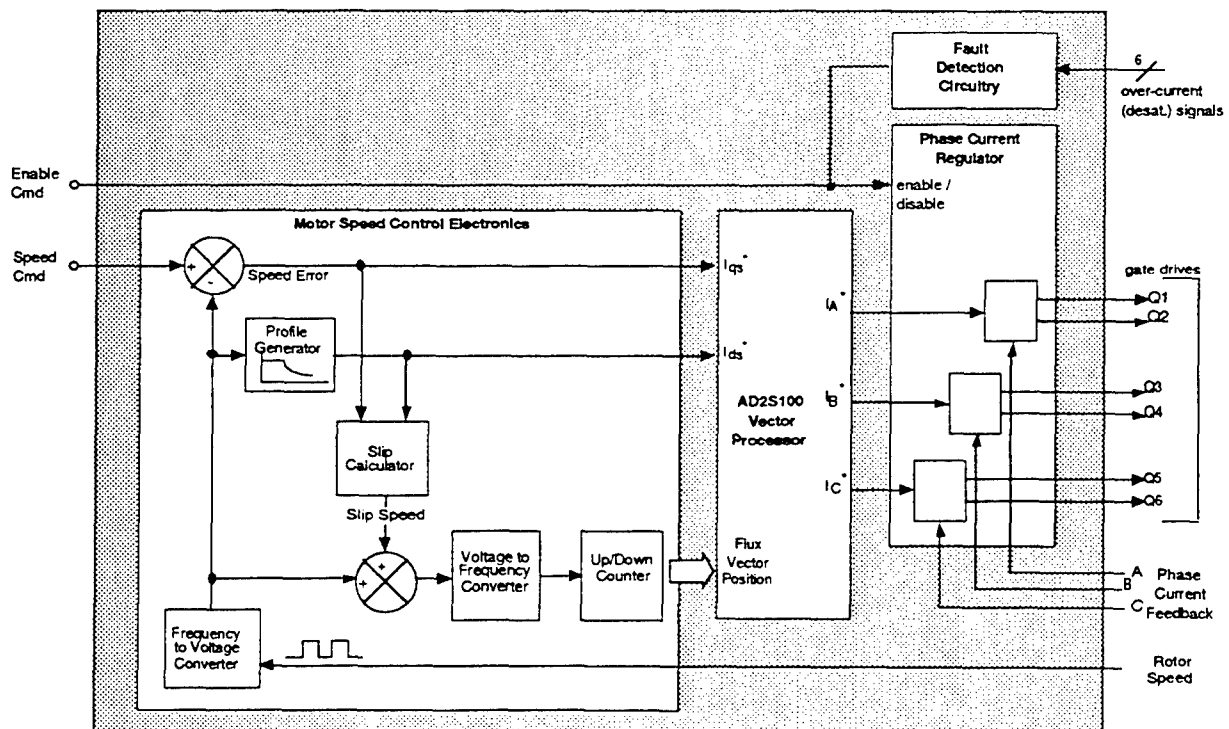 Fault
Detection
Circuitry
6
over-current
(desat.) signals
Phase Current
Regulator
Enable
Cmd
enable /
disable
Motor Speed Control Electronics
Speed
Cmd
+
-
Speed Error
Iqs*
gate drives
Profile
Generator
IA*
Q1
Q2
Ids*
AD2S100
Vector
Processor
IB*
Q3
Q4
Slip
Calculator
IC*
Q5
Q6
Slip Speed
+
+
Voltage to
Frequency
Converter
Up/Down
Counter
Flux
Vector
Position
A
B
C
Phase
Current
Feedback
Frequency
to Voltage
Converter
Rotor
Speed